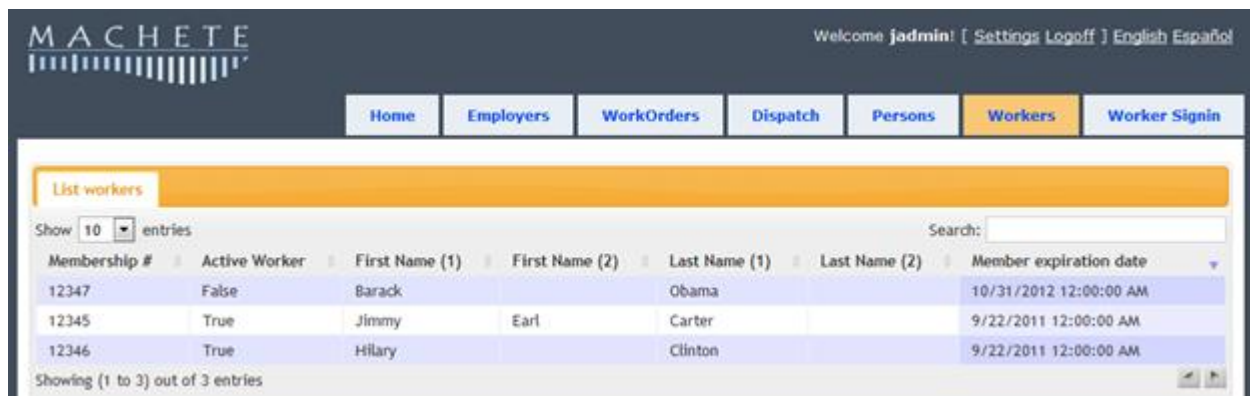 MACHETE
Welcome jadmin! [ Settings Logoff ] English Español
Home Employers WorkOrders Dispatch Persons Workers Worker Signin
List workers
Show 10 entries Search:
Membership # Active Worker First Name (1) First Name (2) Last Name (1) Last Name (2) Member expiration date
12347 False Barack Obama 10/31/2012 12:00:00 AM
12345 True Jimmy Earl Carter 9/22/2011 12:00:00 AM
12346 True Hilary Clinton 9/22/2011 12:00:00 AM
Showing (1 to 3) out of 3 entries